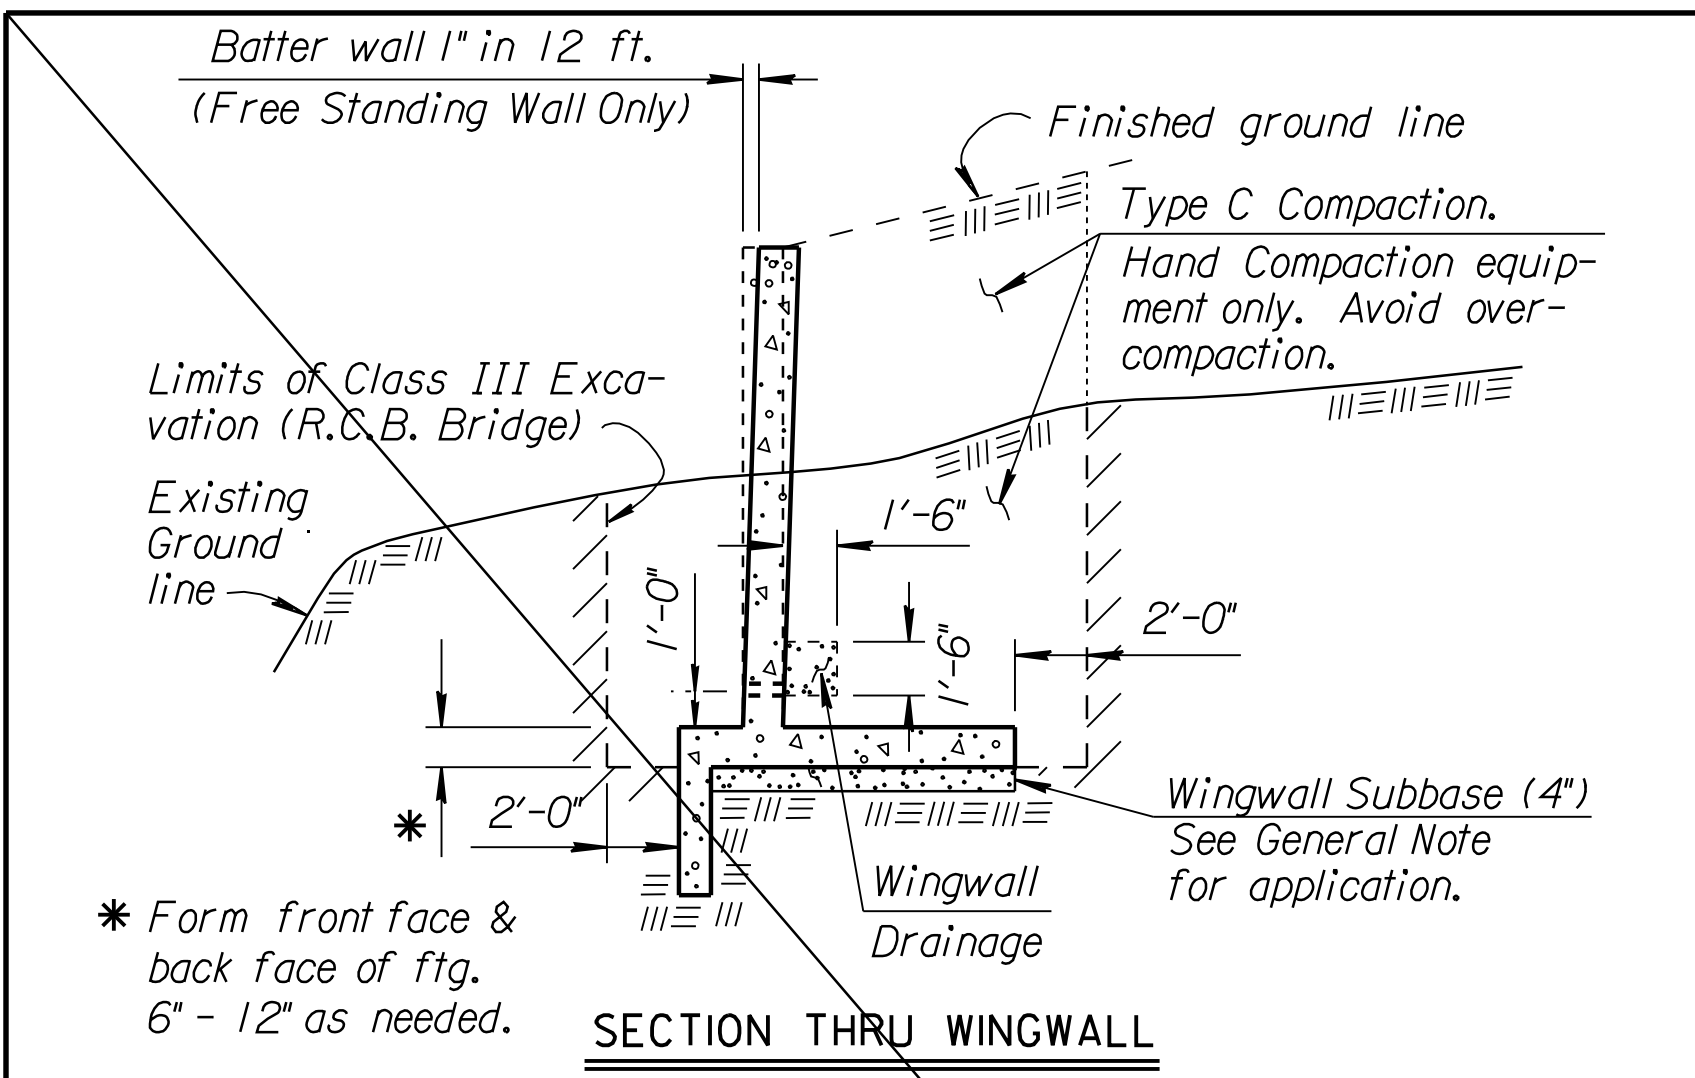 Batter wall 1" in 12 ft.
(Free Standing Wall Only)
Finished ground line
Type C Compaction.
Hand Compaction equip-
ment only. Avoid over-
compaction.
Limits of Class III Exca-
vation (R.C.B. Bridge)
Existing
Ground
line
1'-6"
1'-0"
1'-6"
2'-0"
2'-0"
Wingwall Subbase (4")
See General Note
for application.
Wingwall
Drainage
* 
* Form front face &
back face of ftg.
6" - 12" as needed.
SECTION THRU WINGWALL